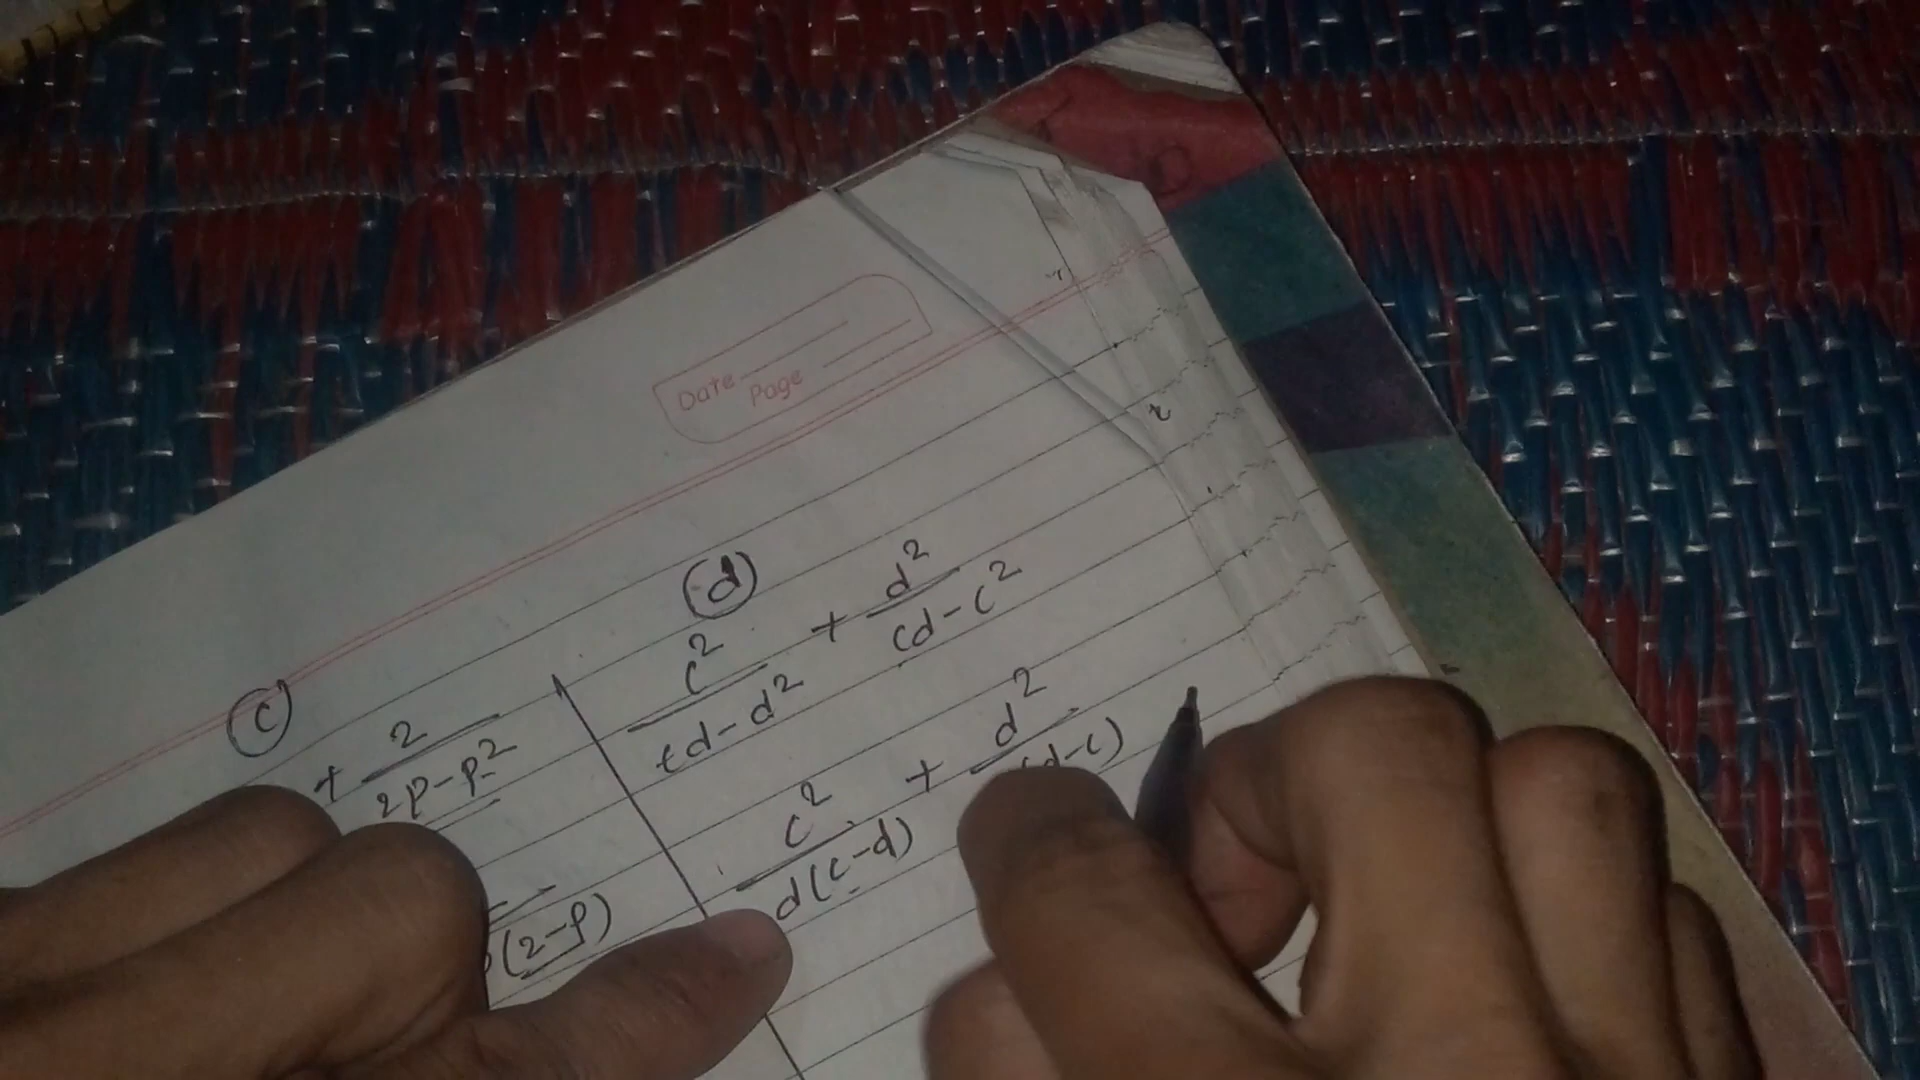 Date
Page
(d)
c²/(cd-d²) + d²/(cd-c²)
(c)
+ 2/(2p-p²)
c²/(d(c-d)) + d²/((d-c)
(2-p)